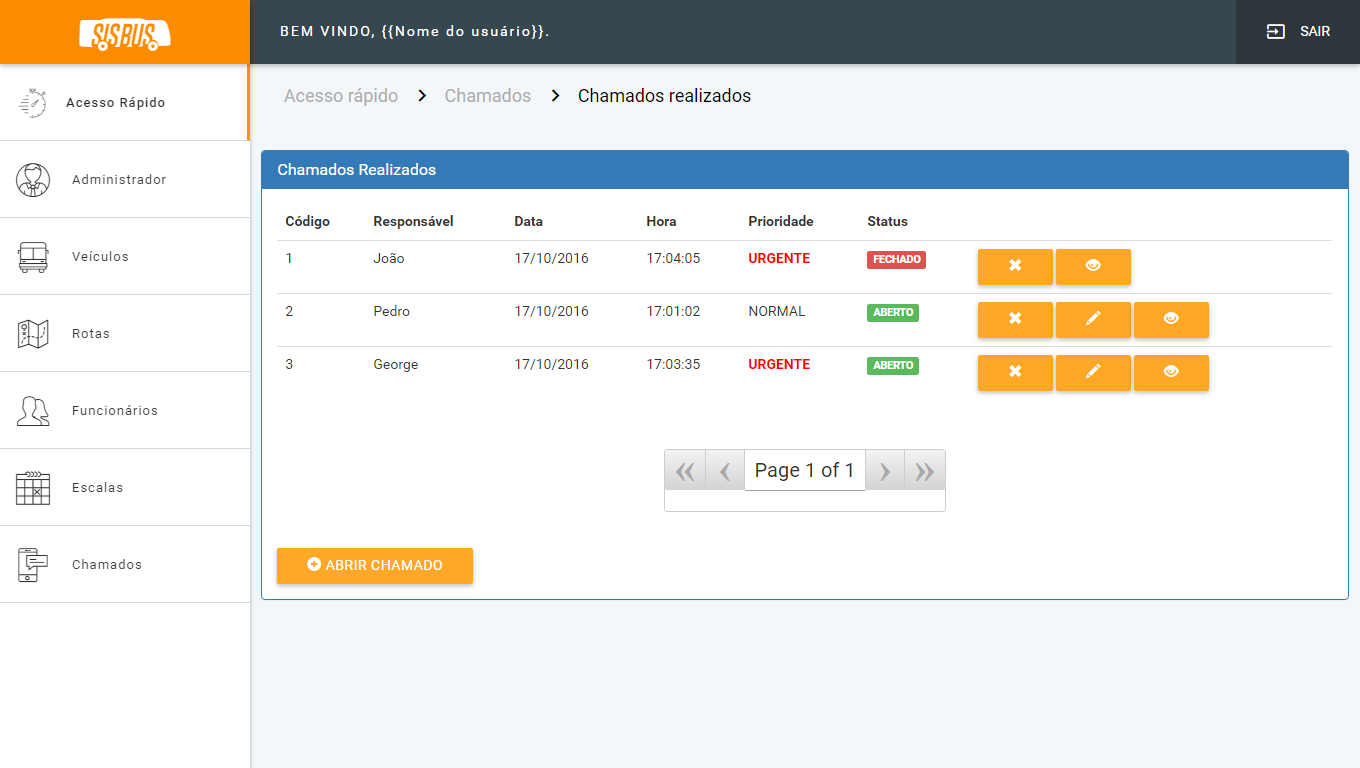 SISBUS
BEM VINDO, {{Nome do usuário}}.
SAIR
Acesso Rápido
Administrador
Veículos
Rotas
Funcionários
Escalas
Chamados
Acesso rápido > Chamados > Chamados realizados
Chamados Realizados
Código Responsável Data Hora Prioridade Status
1 João 17/10/2016 17:04:05 URGENTE FECHADO
2 Pedro 17/10/2016 17:01:02 NORMAL ABERTO
3 George 17/10/2016 17:03:35 URGENTE ABERTO
« ‹ Page 1 of 1 › »
ABRIR CHAMADO